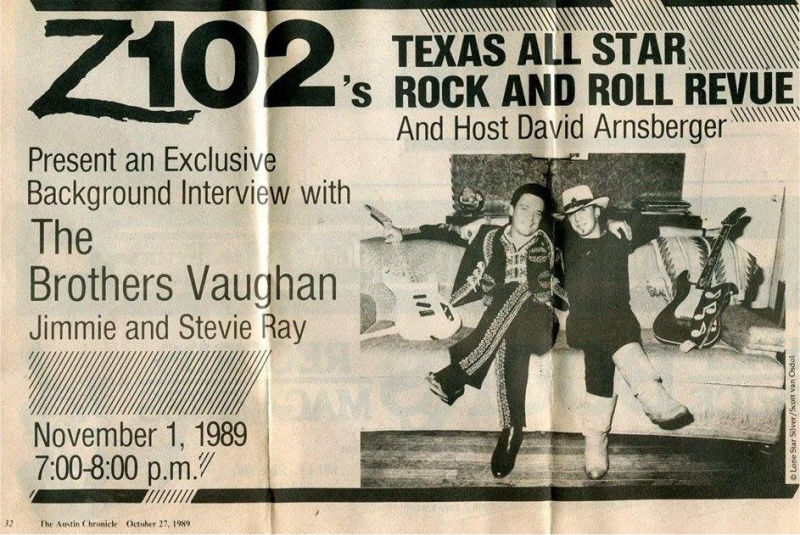 Z102's
TEXAS ALL STAR
ROCK AND ROLL REVUE
And Host David Arnsberger
Present an Exclusive
Background Interview with
The
Brothers Vaughan
Jimmie and Stevie Ray
November 1, 1989
7:00-8:00 p.m.
© Lone Star Silver/Scott van Osdol
32 The Austin Chronicle October 27, 1989